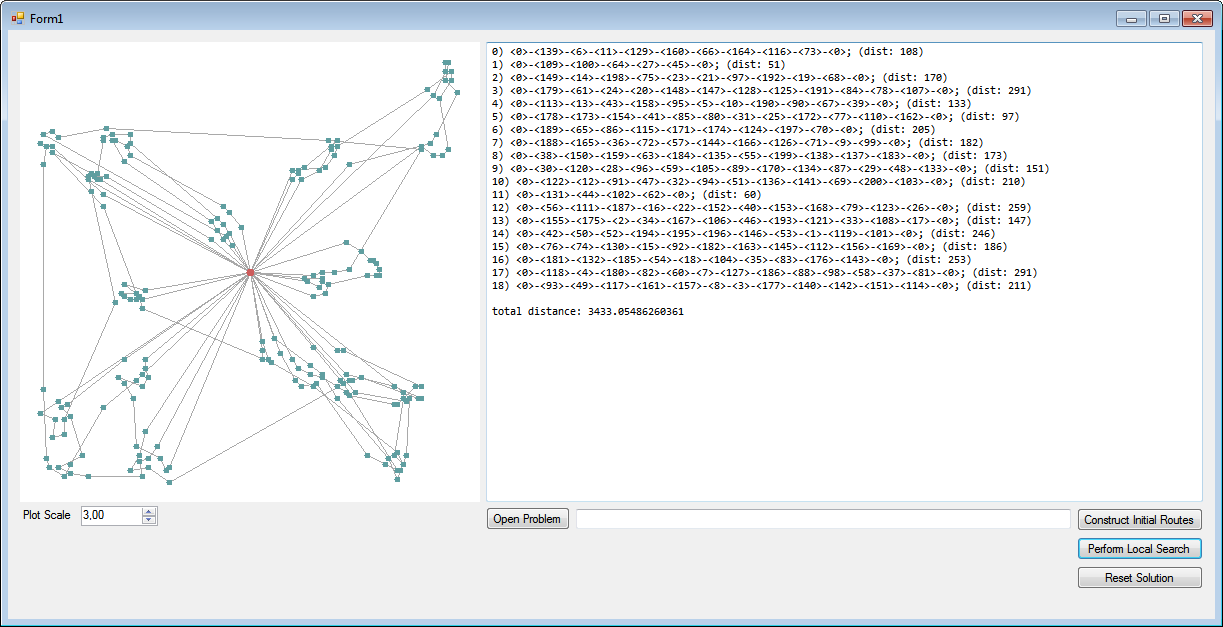 Form1
0) <0>-<139>-<6>-<11>-<129>-<160>-<66>-<164>-<116>-<73>-<0>; (dist: 108)
1) <0>-<109>-<100>-<64>-<27>-<45>-<0>; (dist: 51)
2) <0>-<149>-<14>-<198>-<75>-<23>-<21>-<97>-<192>-<19>-<68>-<0>; (dist: 170)
3) <0>-<179>-<61>-<24>-<20>-<148>-<147>-<128>-<125>-<191>-<84>-<78>-<107>-<0>; (dist: 291)
4) <0>-<113>-<13>-<43>-<158>-<95>-<5>-<10>-<190>-<90>-<67>-<39>-<0>; (dist: 133)
5) <0>-<178>-<173>-<154>-<41>-<85>-<80>-<31>-<25>-<172>-<77>-<110>-<162>-<0>; (dist: 97)
6) <0>-<189>-<65>-<86>-<115>-<171>-<174>-<124>-<197>-<70>-<0>; (dist: 205)
7) <0>-<188>-<165>-<36>-<72>-<57>-<144>-<166>-<126>-<71>-<9>-<99>-<0>; (dist: 182)
8) <0>-<38>-<150>-<159>-<63>-<184>-<135>-<55>-<199>-<138>-<137>-<183>-<0>; (dist: 173)
9) <0>-<30>-<120>-<28>-<96>-<59>-<105>-<89>-<170>-<134>-<87>-<29>-<48>-<133>-<0>; (dist: 151)
10) <0>-<122>-<12>-<91>-<47>-<32>-<94>-<51>-<136>-<141>-<69>-<200>-<103>-<0>; (dist: 210)
11) <0>-<131>-<44>-<102>-<62>-<0>; (dist: 60)
12) <0>-<56>-<111>-<187>-<16>-<22>-<152>-<40>-<153>-<168>-<79>-<123>-<26>-<0>; (dist: 259)
13) <0>-<155>-<175>-<2>-<34>-<167>-<106>-<46>-<193>-<121>-<33>-<108>-<17>-<0>; (dist: 147)
14) <0>-<42>-<50>-<52>-<194>-<195>-<196>-<146>-<53>-<1>-<119>-<101>-<0>; (dist: 246)
15) <0>-<76>-<74>-<130>-<15>-<92>-<182>-<163>-<145>-<112>-<156>-<169>-<0>; (dist: 186)
16) <0>-<181>-<132>-<185>-<54>-<18>-<104>-<35>-<83>-<176>-<143>-<0>; (dist: 253)
17) <0>-<118>-<4>-<180>-<82>-<60>-<7>-<127>-<186>-<88>-<98>-<58>-<37>-<81>-<0>; (dist: 291)
18) <0>-<93>-<49>-<117>-<161>-<157>-<8>-<3>-<177>-<140>-<142>-<151>-<114>-<0>; (dist: 211)
total distance: 3433.05486260361
Plot Scale 3,00
Open Problem
Construct Initial Routes
Perform Local Search
Reset Solution